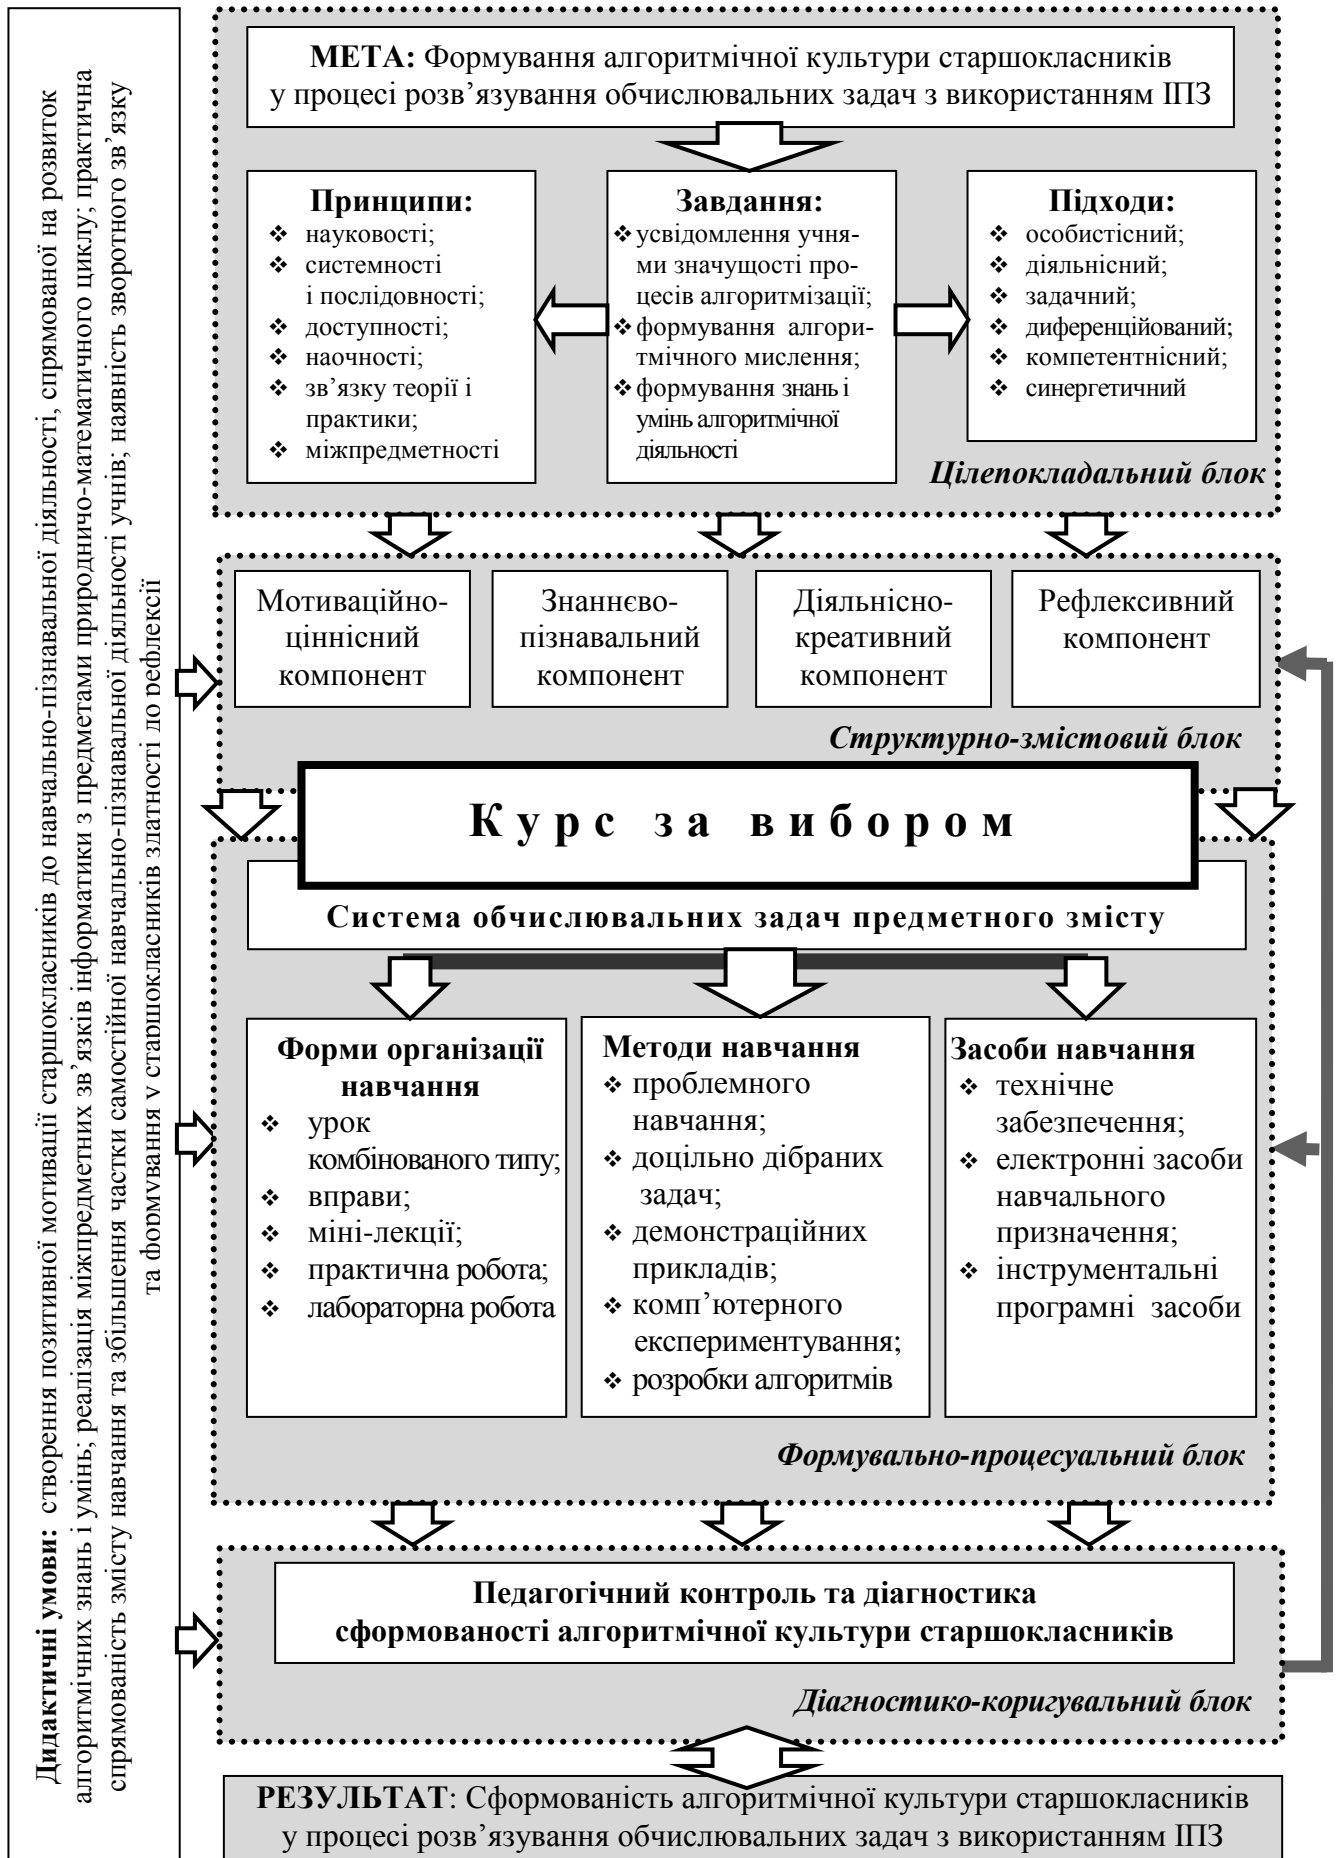 Дидактичні умови: створення позитивної мотивації старшокласників до навчально-пізнавальної діяльності, спрямованої на розвиток
алгоритмічних знань і умінь; реалізація міжпредметних зв’язків інформатики з предметами природничо-математичного циклу; практична
спрямованість змісту навчання та збільшення частки самостійної навчально-пізнавальної діяльності учнів; наявність зворотного зв’язку
та формування у старшокласників здатності до рефлексії
МЕТА: Формування алгоритмічної культури старшокласників
у процесі розв’язування обчислювальних задач з використанням ІПЗ
Принципи:
❖ науковості;
❖ системності
і послідовності;
❖ доступності;
❖ наочності;
❖ зв’язку теорії і
практики;
❖ міжпредметності
Завдання:
❖ усвідомлення учня-
ми значущості про-
цесів алгоритмізації;
❖ формування алгори-
тмічного мислення;
❖ формування знань і
умінь алгоритмічної
діяльності
Підходи:
❖ особистісний;
❖ діяльнісний;
❖ задачний;
❖ диференційований;
❖ компетентнісний;
❖ синергетичний
Цілепокладальний блок
Мотиваційно-
ціннісний
компонент
Знаннєво-
пізнавальний
компонент
Діяльнісно-
креативний
компонент
Рефлексивний
компонент
Структурно-змістовий блок
Курс за вибором
Система обчислювальних задач предметного змісту
Форми організації
навчання
❖ урок
комбінованого типу;
❖ вправи;
❖ міні-лекції;
❖ практична робота;
❖ лабораторна робота
Методи навчання
❖ проблемного
навчання;
❖ доцільно дібраних
задач;
❖ демонстраційних
прикладів;
❖ комп’ютерного
експериментування;
❖ розробки алгоритмів
Засоби навчання
❖ технічне
забезпечення;
❖ електронні засоби
навчального
призначення;
❖ інструментальні
програмні засоби
Формувально-процесуальний блок
Педагогічний контроль та діагностика
сформованості алгоритмічної культури старшокласників
Діагностико-коригувальний блок
РЕЗУЛЬТАТ: Сформованість алгоритмічної культури старшокласників
у процесі розв’язування обчислювальних задач з використанням ІПЗ